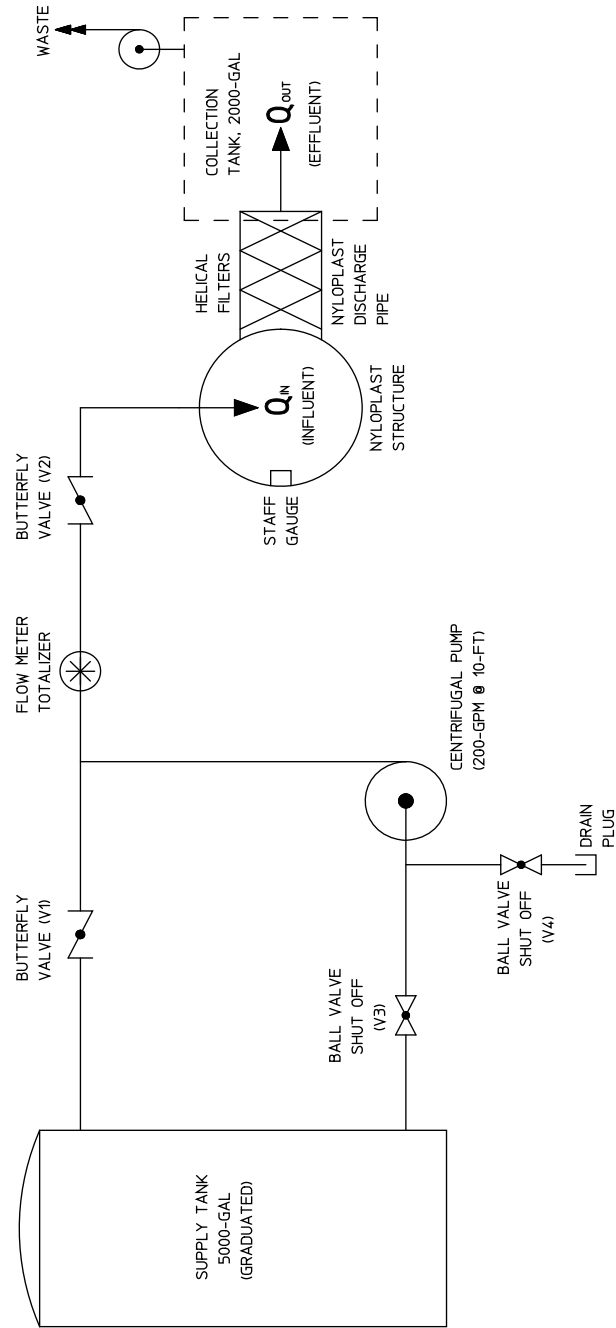 SUPPLY TANK
5000-GAL
(GRADUATED)
BUTTERFLY
VALVE (V1)
BALL VALVE
SHUT OFF
(V3)
BALL VALVE
SHUT OFF
(V4)
DRAIN
PLUG
CENTRIFUGAL PUMP
(200-GPM @ 10-FT)
FLOW METER
TOTALIZER
BUTTERFLY
VALVE (V2)
STAFF
GAUGE
QIN
(INFLUENT)
NYLOPLAST
STRUCTURE
HELICAL
FILTERS
NYLOPLAST
DISCHARGE
PIPE
COLLECTION
TANK, 2000-GAL
QOUT
(EFFLUENT)
WASTE